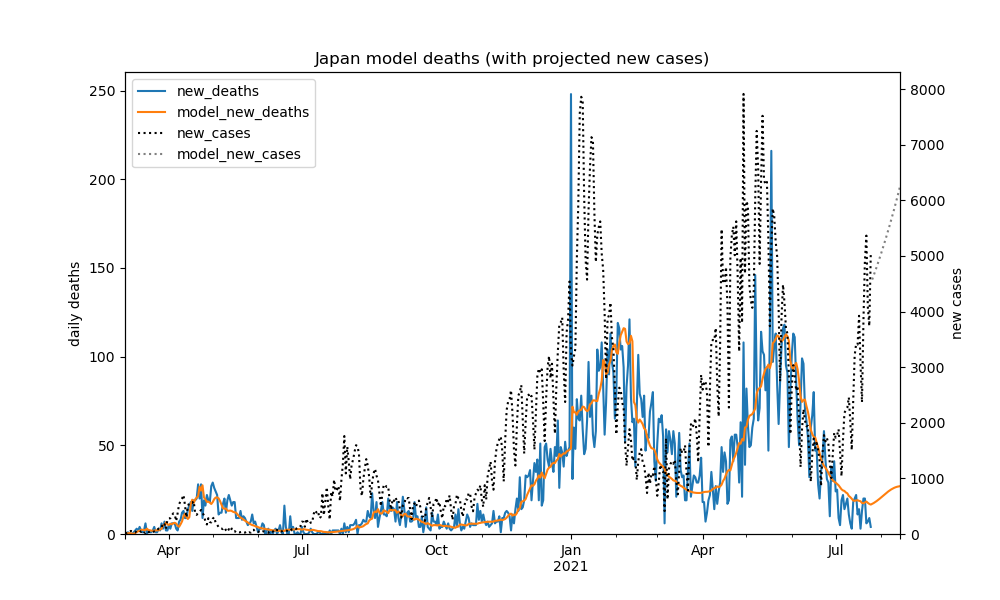 Japan model deaths (with projected new cases)
new_deaths
model_new_deaths
new_cases
model_new_cases
daily deaths
new cases
250
200
150
100
50
0
8000
7000
6000
5000
4000
3000
2000
1000
0
Apr
Jul
Oct
Jan
2021
Apr
Jul